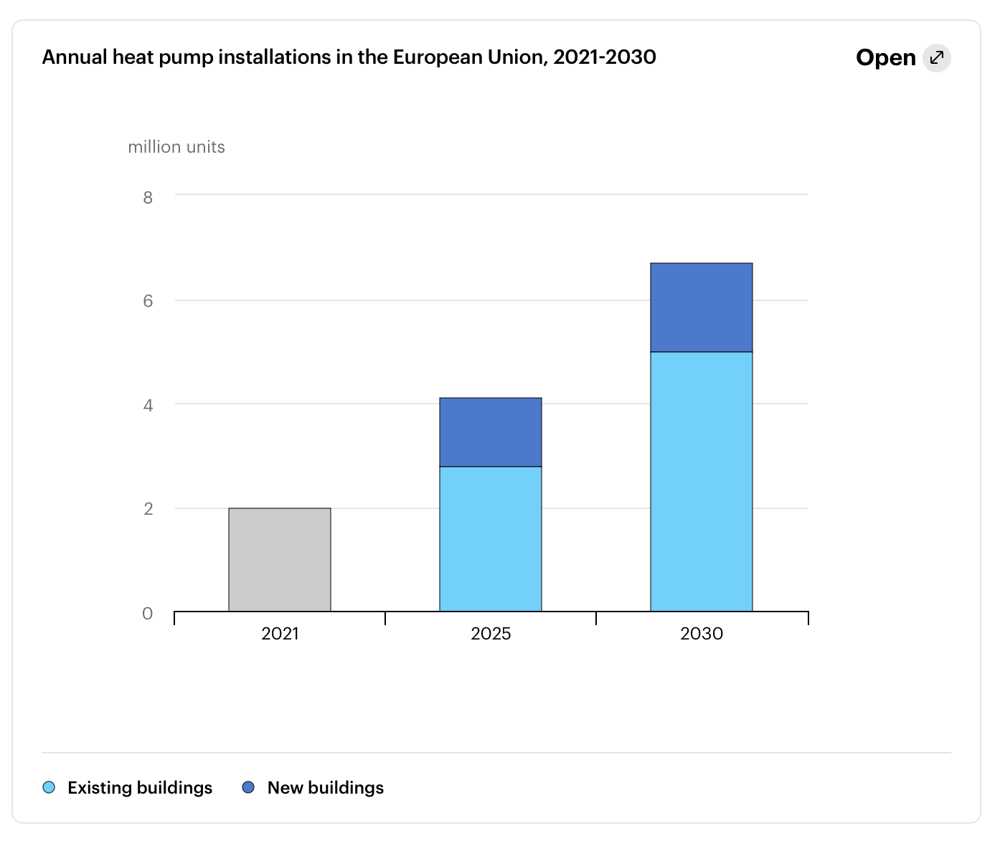 Annual heat pump installations in the European Union, 2021-2030
Open
million units
8
6
4
2
0
2021
2025
2030
Existing buildings
New buildings